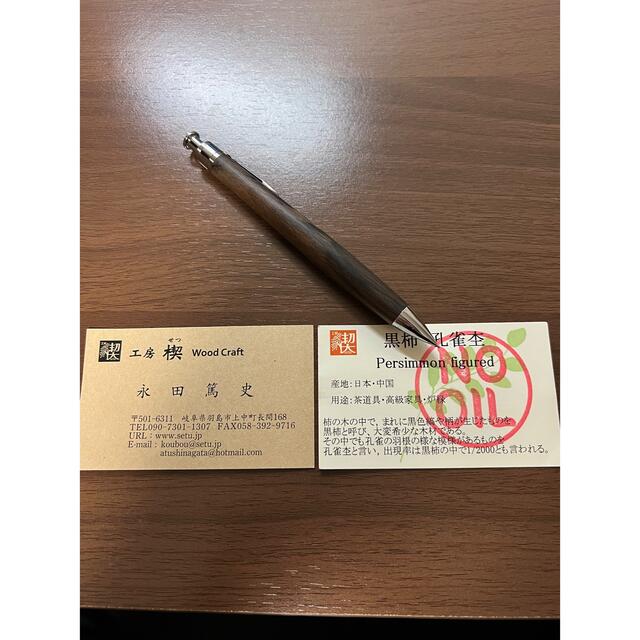 せつ
工房 楔 Wood Craft
永田篤史
〒501-6311 岐阜県羽島市上中町長間168
TEL090-7301-1307 FAX058-392-9716
URL：www.setu.jp
E-mail：koubou@setu.jp
atushinagata@hotmail.com
黒柿 孔雀杢
Persimmon figured
産地:日本・中国
用途:茶道具・高級家具・炉縁
柿の木の中で、まれに黒色縞や柄が生じたものを
黒柿と呼び、大変希少な木材である。
その中でも孔雀の羽根の様な模様があるものを
孔雀杢と言い、出現率は黒柿の中で1/2000とも言われる。
NO
OIL